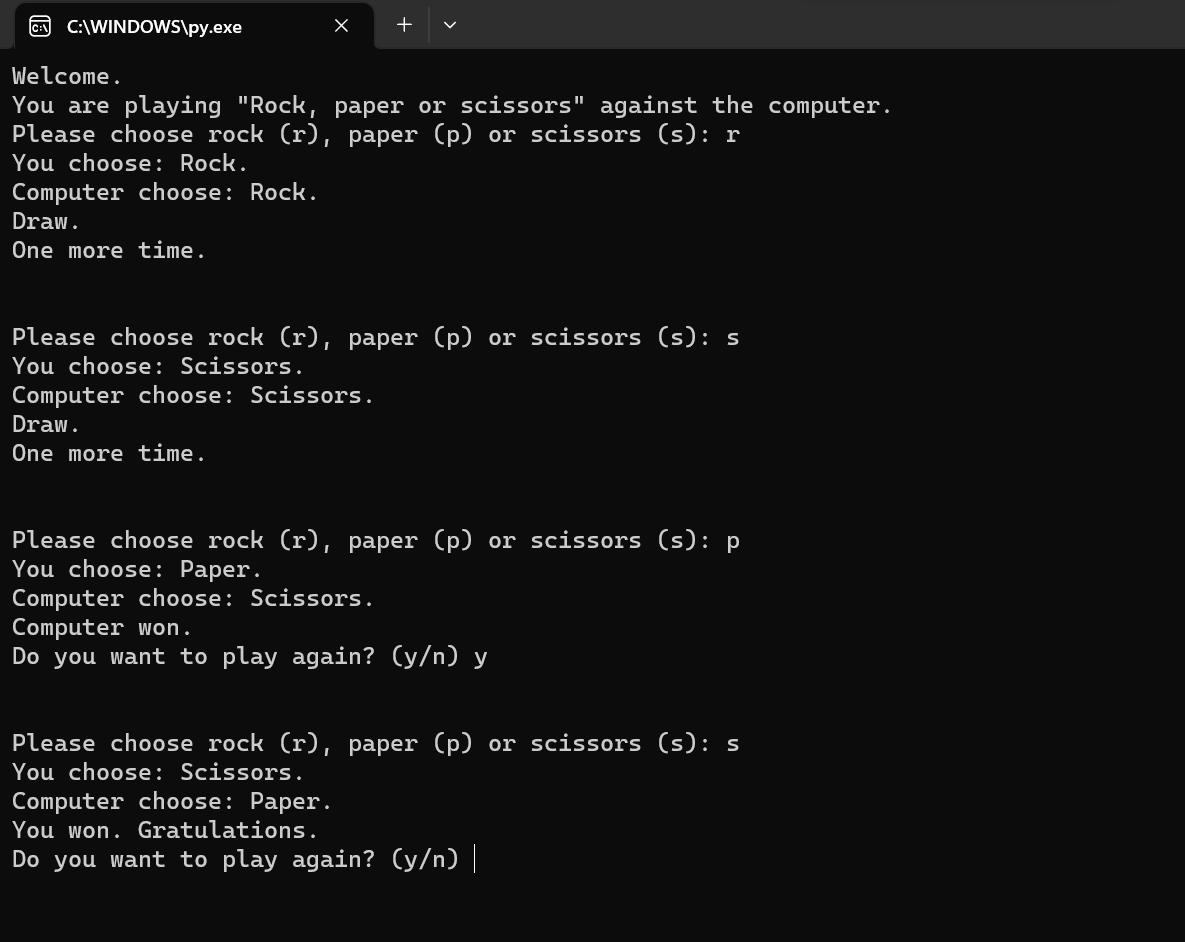 C:\WINDOWS\py.exe
Welcome.
You are playing "Rock, paper or scissors" against the computer.
Please choose rock (r), paper (p) or scissors (s): r
You choose: Rock.
Computer choose: Rock.
Draw.
One more time.
Please choose rock (r), paper (p) or scissors (s): s
You choose: Scissors.
Computer choose: Scissors.
Draw.
One more time.
Please choose rock (r), paper (p) or scissors (s): p
You choose: Paper.
Computer choose: Scissors.
Computer won.
Do you want to play again? (y/n) y
Please choose rock (r), paper (p) or scissors (s): s
You choose: Scissors.
Computer choose: Paper.
You won. Gratulations.
Do you want to play again? (y/n)